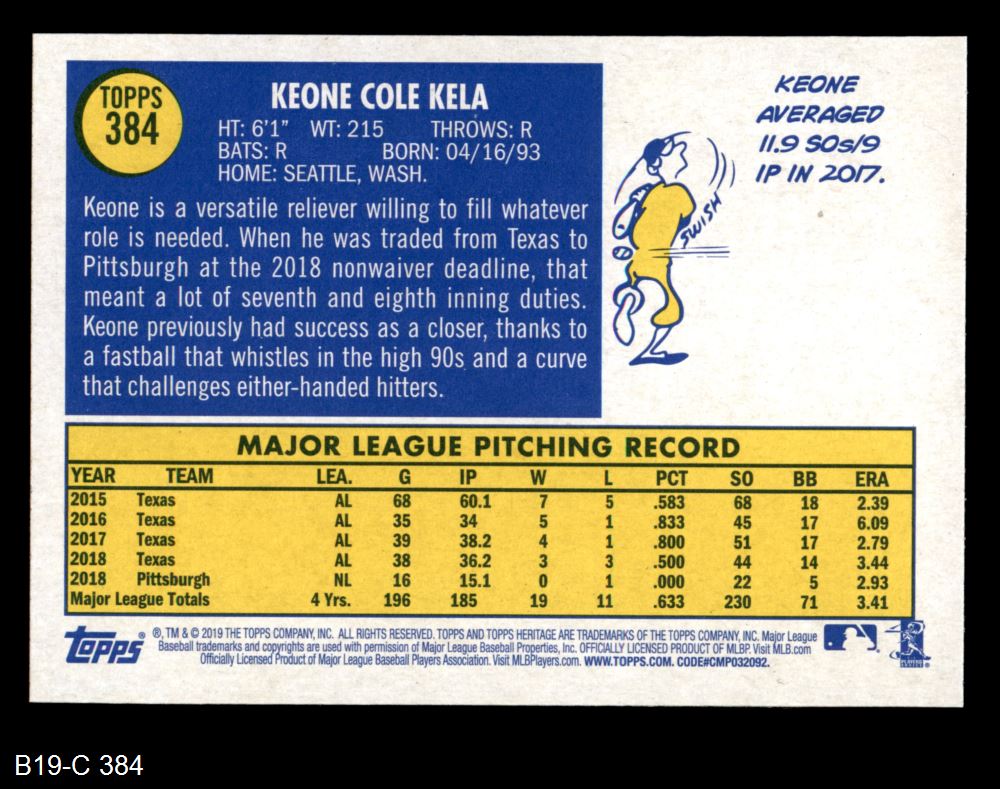 TOPPS
384
KEONE COLE KELA
HT: 6'1" WT: 215 THROWS: R
BATS: R BORN: 04/16/93
HOME: SEATTLE, WASH.
Keone is a versatile reliever willing to fill whatever
role is needed. When he was traded from Texas to
Pittsburgh at the 2018 nonwaiver deadline, that
meant a lot of seventh and eighth inning duties.
Keone previously had success as a closer, thanks to
a fastball that whistles in the high 90s and a curve
that challenges either-handed hitters.
KEONE
AVERAGED
11.9 SOs/9
IP IN 2017.
SWISH
MAJOR LEAGUE PITCHING RECORD
YEAR TEAM LEA. G IP W L PCT SO BB ERA
2015 Texas AL 68 60.1 7 5 .583 68 18 2.39
2016 Texas AL 35 34 5 1 .833 45 17 6.09
2017 Texas AL 39 38.2 4 1 .800 51 17 2.79
2018 Texas AL 38 36.2 3 3 .500 44 14 3.44
2018 Pittsburgh NL 16 15.1 0 1 .000 22 5 2.93
Major League Totals 4 Yrs. 196 185 19 11 .633 230 71 3.41
Topps®
®, TM & © 2019 THE TOPPS COMPANY, INC. ALL RIGHTS RESERVED. TOPPS AND TOPPS HERITAGE ARE TRADEMARKS OF THE TOPPS COMPANY, INC. Major League
Baseball trademarks and copyrights are used with permission of Major League Baseball Properties, Inc. OFFICIALLY LICENSED PRODUCT OF MLBP. Visit MLB.com
Officially Licensed Product of Major League Baseball Players Association. Visit MLBPlayers.com. WWW.TOPPS.COM. CODE#CMP032092.
B19-C 384